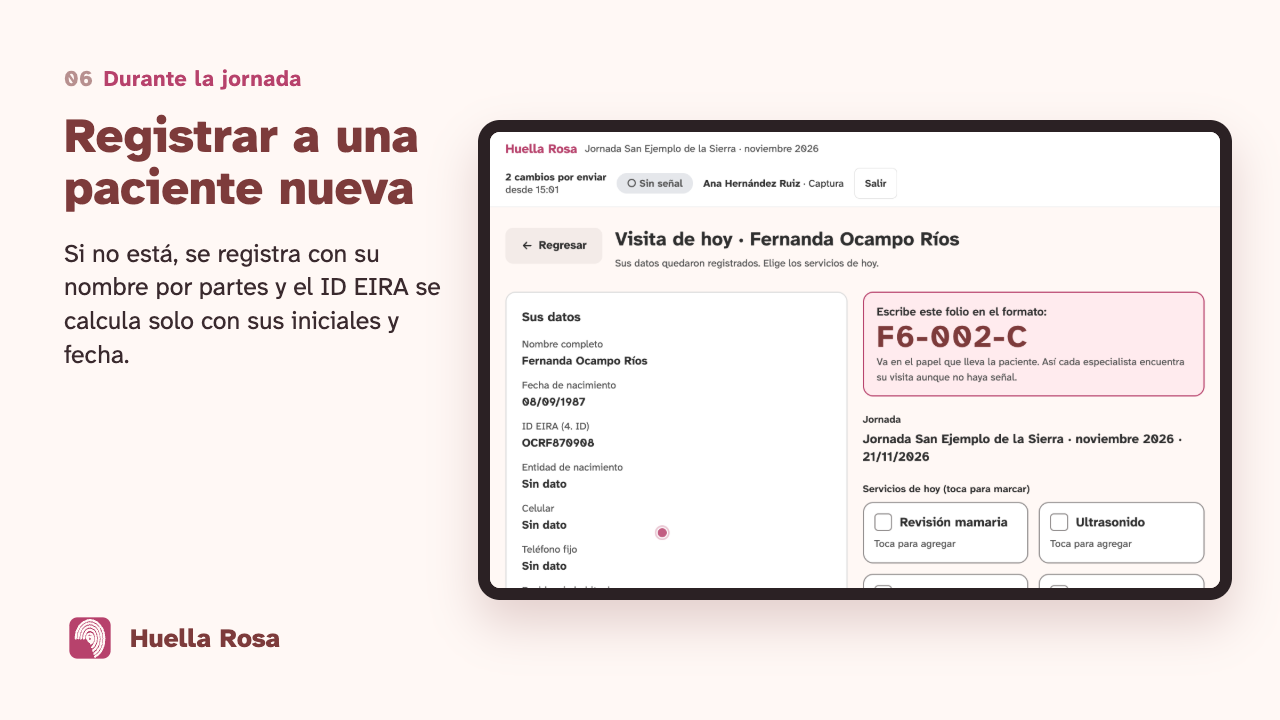 06 Durante la jornada
Registrar a una
paciente nueva
Si no está, se registra con su
nombre por partes y el ID EIRA se
calcula solo con sus iniciales y
fecha.
Huella Rosa
Huella Rosa Jornada San Ejemplo de la Sierra · noviembre 2026
2 cambios por enviar
desde 15:01
Sin señal
Ana Hernández Ruiz · Captura
Salir
← Regresar
Visita de hoy · Fernanda Ocampo Ríos
Sus datos quedaron registrados. Elige los servicios de hoy.
Sus datos
Nombre completo
Fernanda Ocampo Ríos
Fecha de nacimiento
08/09/1987
ID EIRA (4. ID)
OCRF870908
Entidad de nacimiento
Sin dato
Celular
Sin dato
Teléfono fijo
Sin dato
Escribe este folio en el formato:
F6-002-C
Va en el papel que lleva la paciente. Así cada especialista encuentra
su visita aunque no haya señal.
Jornada
Jornada San Ejemplo de la Sierra · noviembre 2026 ·
21/11/2026
Servicios de hoy (toca para marcar)
Revisión mamaria
Toca para agregar
Ultrasonido
Toca para agregar